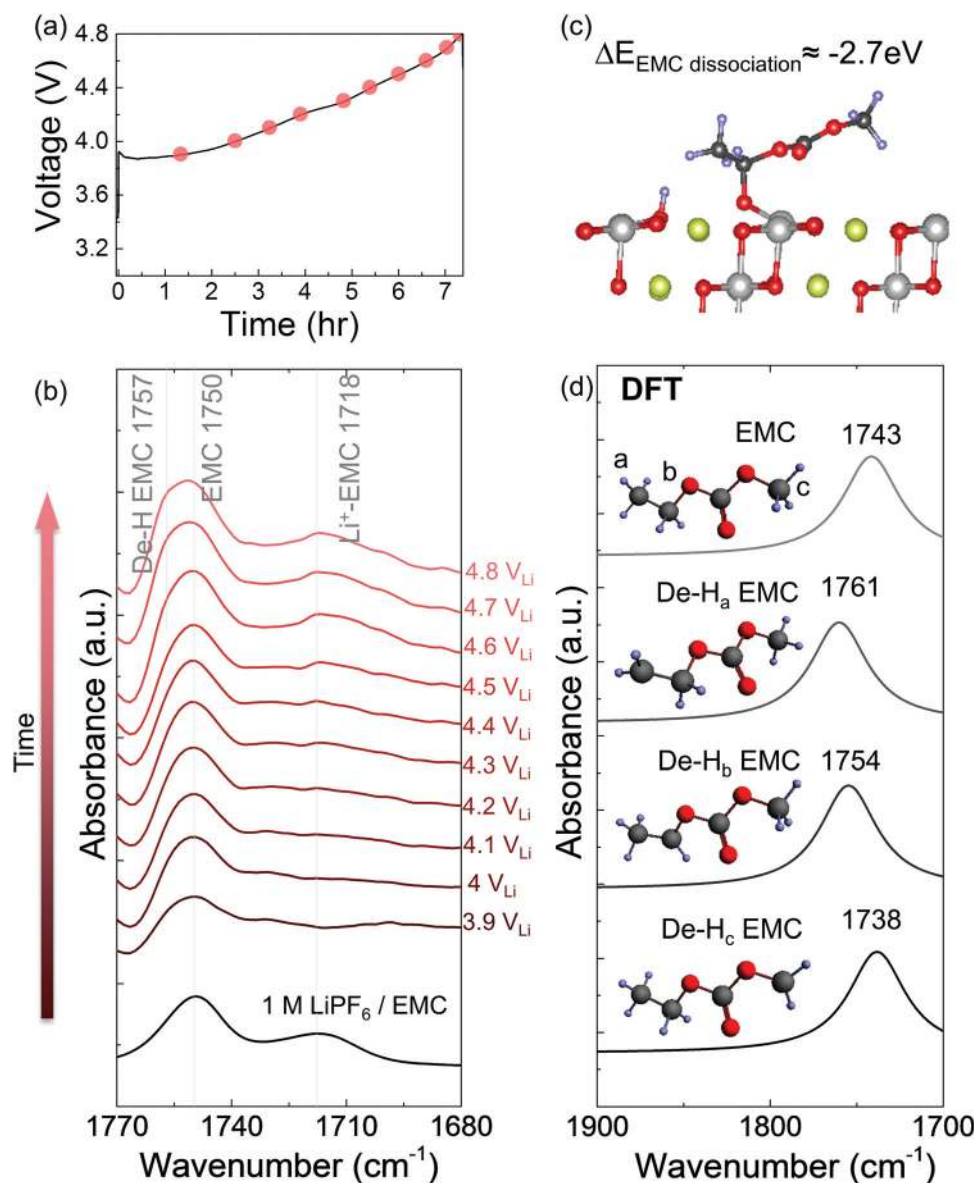 (a)
4.8
4.4
4.0
3.6
3.2
Voltage (V)
0 1 2 3 4 5 6 7
Time (hr)
(c)
ΔE_EMC dissociation ≈ -2.7eV
(b)
De-H EMC 1757
EMC 1750
Li⁺-EMC 1718
4.8 V_Li
4.7 V_Li
4.6 V_Li
4.5 V_Li
4.4 V_Li
4.3 V_Li
4.2 V_Li
4.1 V_Li
4 V_Li
3.9 V_Li
1 M LiPF₆ / EMC
Time
Absorbance (a.u.)
1770 1740 1710 1680
Wavenumber (cm⁻¹)
(d)
DFT
EMC 1743
a b c
De-Hₐ EMC 1761
De-H_b EMC 1754
De-H_c EMC 1738
Absorbance (a.u.)
1900 1800 1700
Wavenumber (cm⁻¹)